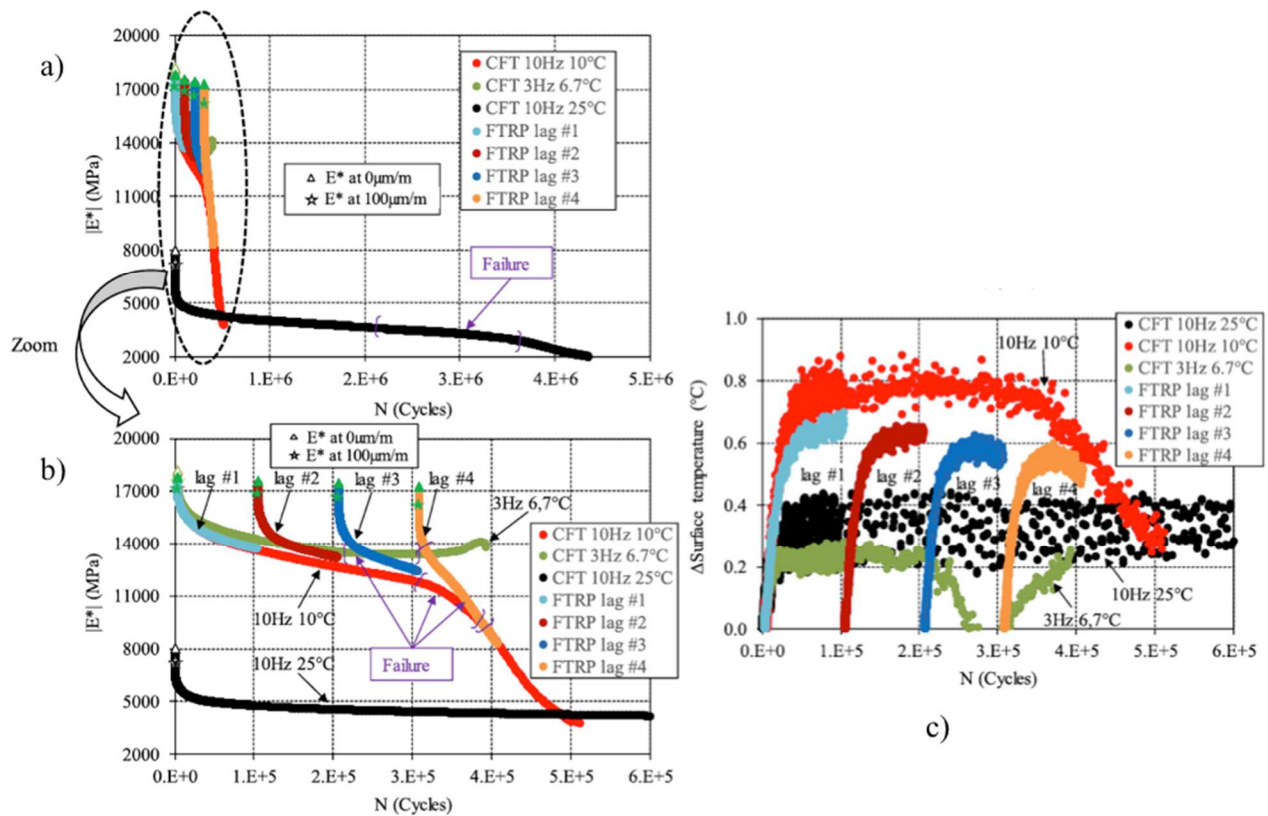 a)
20000
17000
14000
11000
8000
5000
2000
|E*| (MPa)
CFT 10Hz 10°C
CFT 3Hz 6.7°C
CFT 10Hz 25°C
FTRP lag #1
FTRP lag #2
FTRP lag #3
FTRP lag #4
E* at 0μm/m
E* at 100μm/m
Failure
0.E+0 1.E+6 2.E+6 3.E+6 4.E+6 5.E+6
N (Cycles)
Zoom
b)
20000
17000
14000
11000
8000
5000
2000
|E*| (MPa)
E* at 0um/m
E* at 100μm/m
lag #1
lag #2
lag #3
lag #4
3Hz 6,7°C
CFT 10Hz 10°C
CFT 3Hz 6.7°C
CFT 10Hz 25°C
FTRP lag #1
FTRP lag #2
FTRP lag #3
FTRP lag #4
10Hz 10°C
Failure
10Hz 25°C
0.E+0 1.E+5 2.E+5 3.E+5 4.E+5 5.E+5 6.E+5
N (Cycles)
1.0
0.8
0.6
0.4
0.2
0.0
ΔSurface temperature (°C)
CFT 10Hz 25°C
CFT 10Hz 10°C
CFT 3Hz 6.7°C
FTRP lag #1
FTRP lag #2
FTRP lag #3
FTRP lag #4
10Hz 10°C
lag #1
lag #2
lag #3
lag #4
10Hz 25°C
3Hz 6,7°C
0.E+0 1.E+5 2.E+5 3.E+5 4.E+5 5.E+5 6.E+5
N (Cycles)
c)